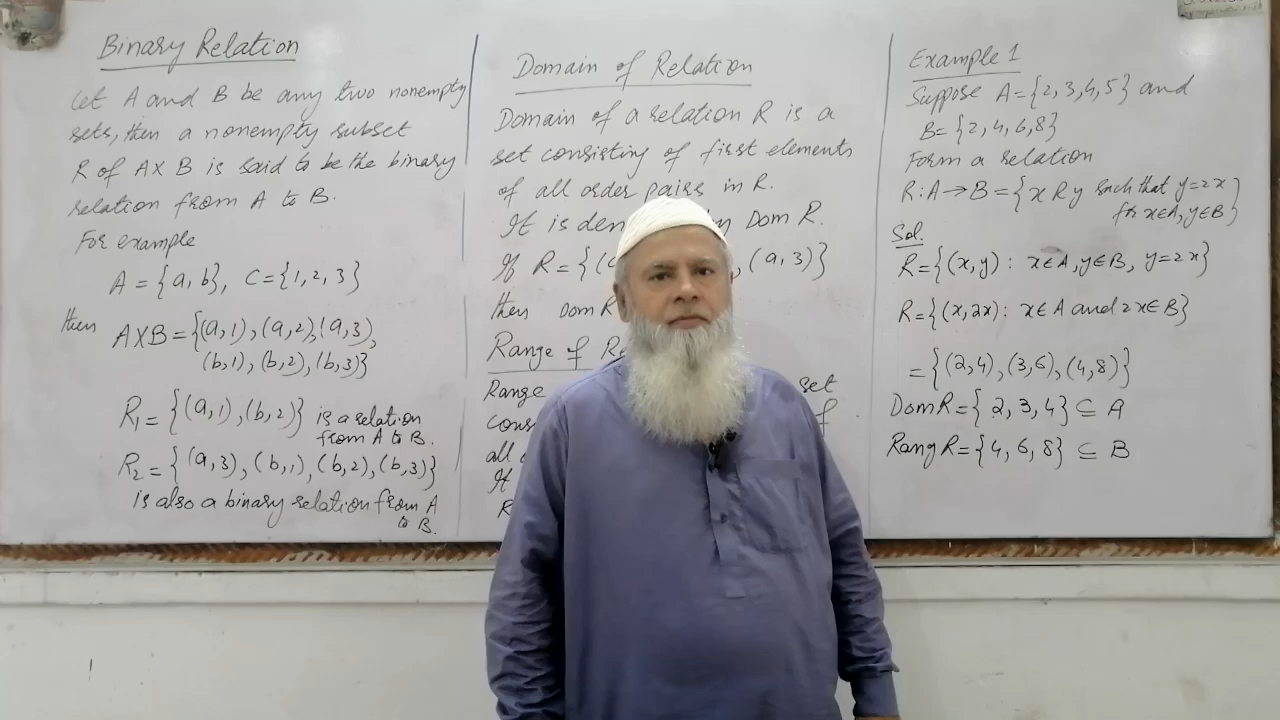 Binary Relation
Let A and B be any two nonempty
sets, then a nonempty subset
R of A X B is said to be the binary
relation from A to B.
For example
A = {a, b}, C = {1, 2, 3}
then A X B = {(a, 1), (a, 2), (a, 3),
(b, 1), (b, 2), (b, 3)}
R₁ = {(a, 1), (b, 2)} is a relation
from A to B.
R₂ = {(a, 3), (b, 1), (b, 2), (b, 3)}
is also a binary relation from A
to B.
Domain of Relation
Domain of a relation R is a
set consisting of first elements
of all order pairs in R.
It is Dom R.
If R = {( , (a, 3)}
then Dom R
Range of
Range set
all
It
R
Example 1
Suppose A = {2, 3, 4, 5} and
B = {2, 4, 6, 8}
Form a relation
R : A → B = {x R y such that y = 2x
for x ∈ A, y ∈ B}
Sol.
R = {(x, y) : x ∈ A, y ∈ B, y = 2x}
R = {(x, 2x) : x ∈ A and 2x ∈ B}
= {(2, 4), (3, 6), (4, 8)}
Dom R = {2, 3, 4} ⊆ A
Rang R = {4, 6, 8} ⊆ B